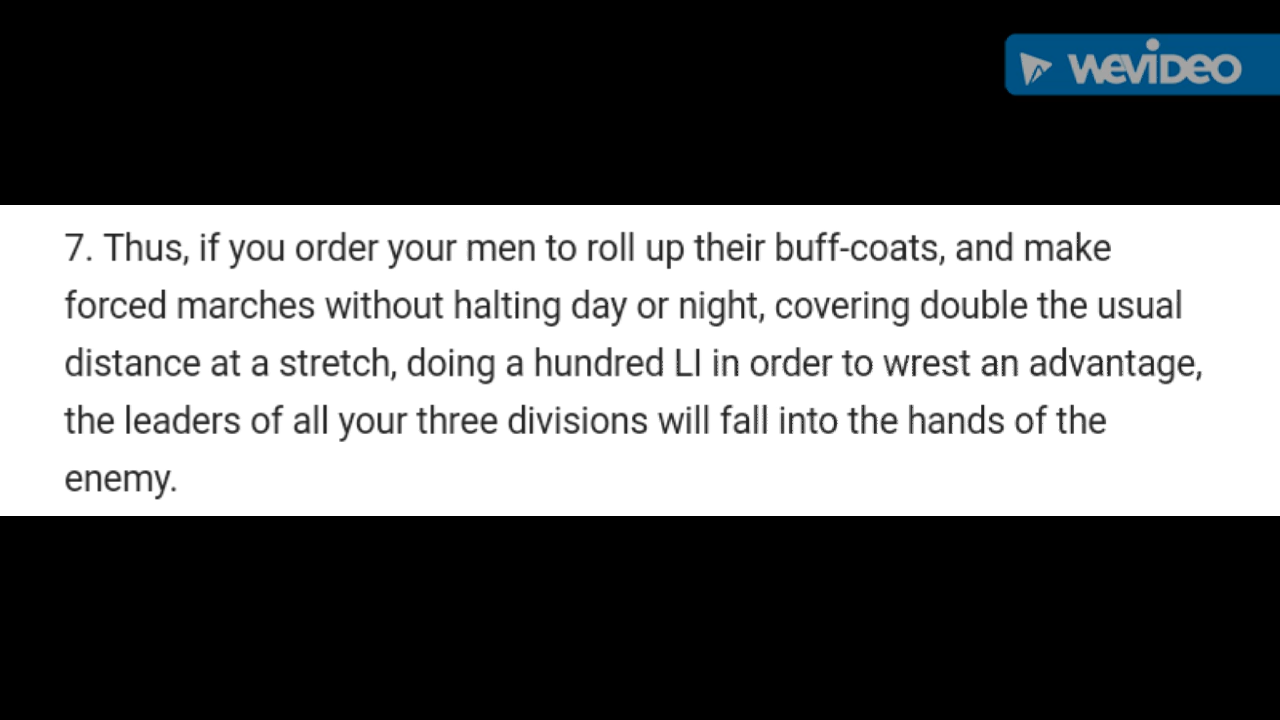 WEVIDEO
7. Thus, if you order your men to roll up their buff-coats, and make
forced marches without halting day or night, covering double the usual
distance at a stretch, doing a hundred LI in order to wrest an advantage,
the leaders of all your three divisions will fall into the hands of the
enemy.